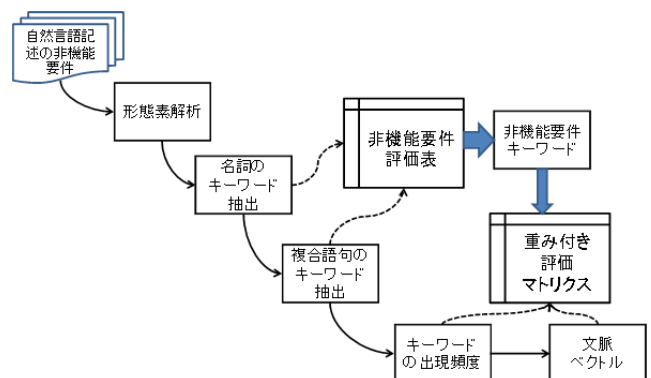 自然言語記
述の非機能
要件
形態素解析
名詞の
キーワード
抽出
複合語句の
キーワード
抽出
非機能要件
評価表
非機能要件
キーワード
重み付き
評価
マトリクス
キーワード
の出現頻度
文脈
ベクトル